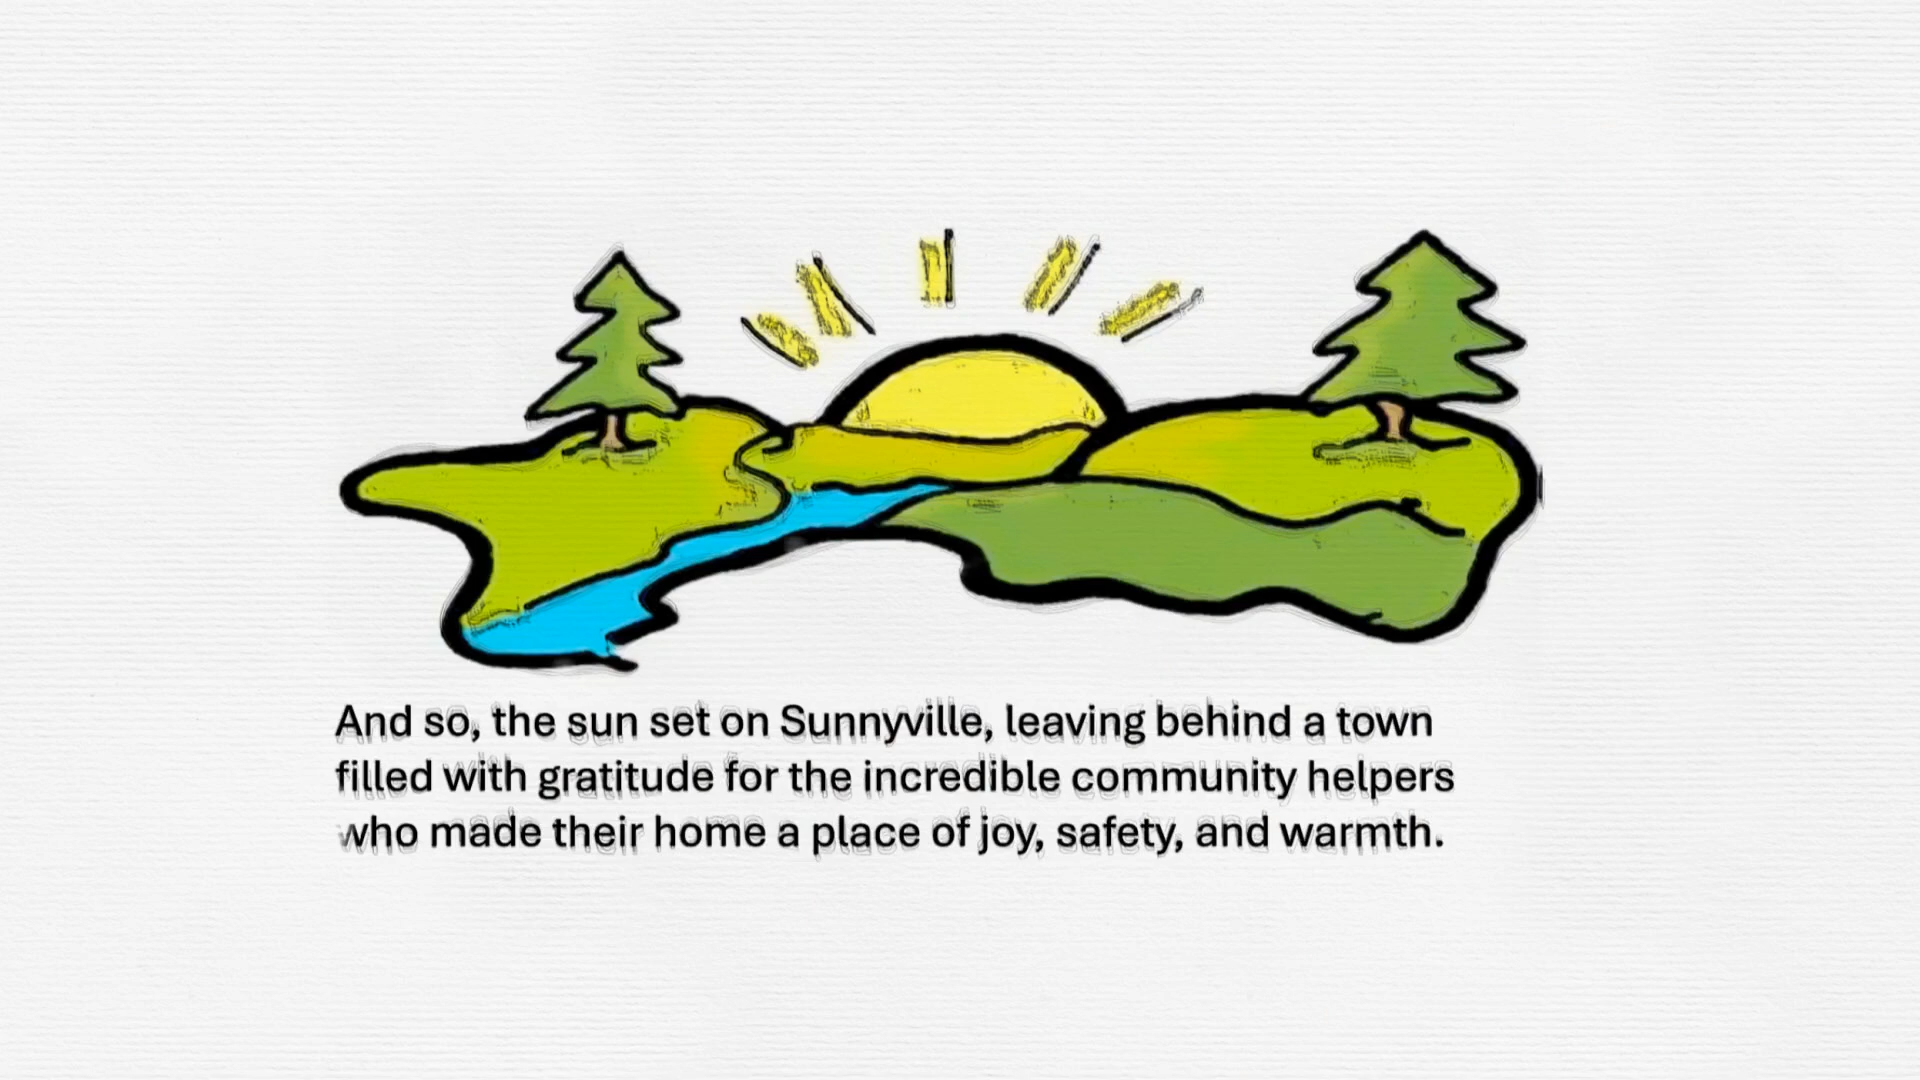 And so, the sun set on Sunnyville, leaving behind a town
filled with gratitude for the incredible community helpers
who made their home a place of joy, safety, and warmth.